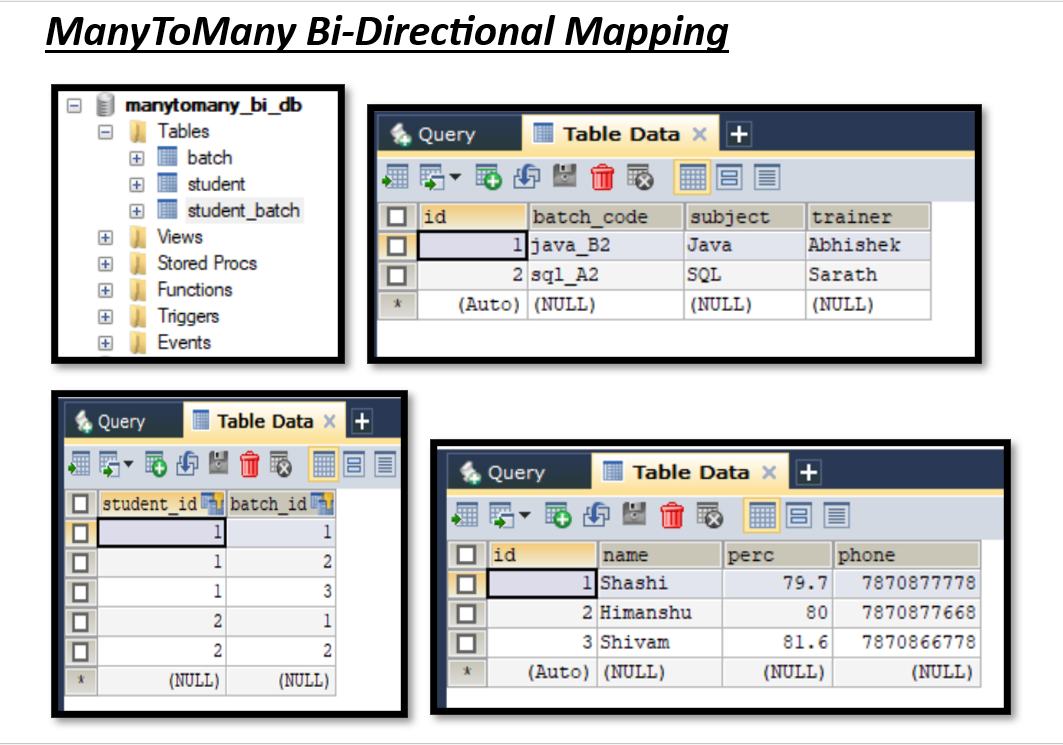 ManyToMany Bi-Directional Mapping
manytomany_bi_db
Tables
batch
student
student_batch
Views
Stored Procs
Functions
Triggers
Events
Query Table Data
id batch_code subject trainer
1 java_B2 Java Abhishek
2 sql_A2 SQL Sarath
* (Auto) (NULL) (NULL) (NULL)
Query Table Data
student_id batch_id
1 1
1 2
1 3
2 1
2 2
* (NULL) (NULL)
Query Table Data
id name perc phone
1 Shashi 79.7 7870877778
2 Himanshu 80 7870877668
3 Shivam 81.6 7870866778
* (Auto) (NULL) (NULL) (NULL)